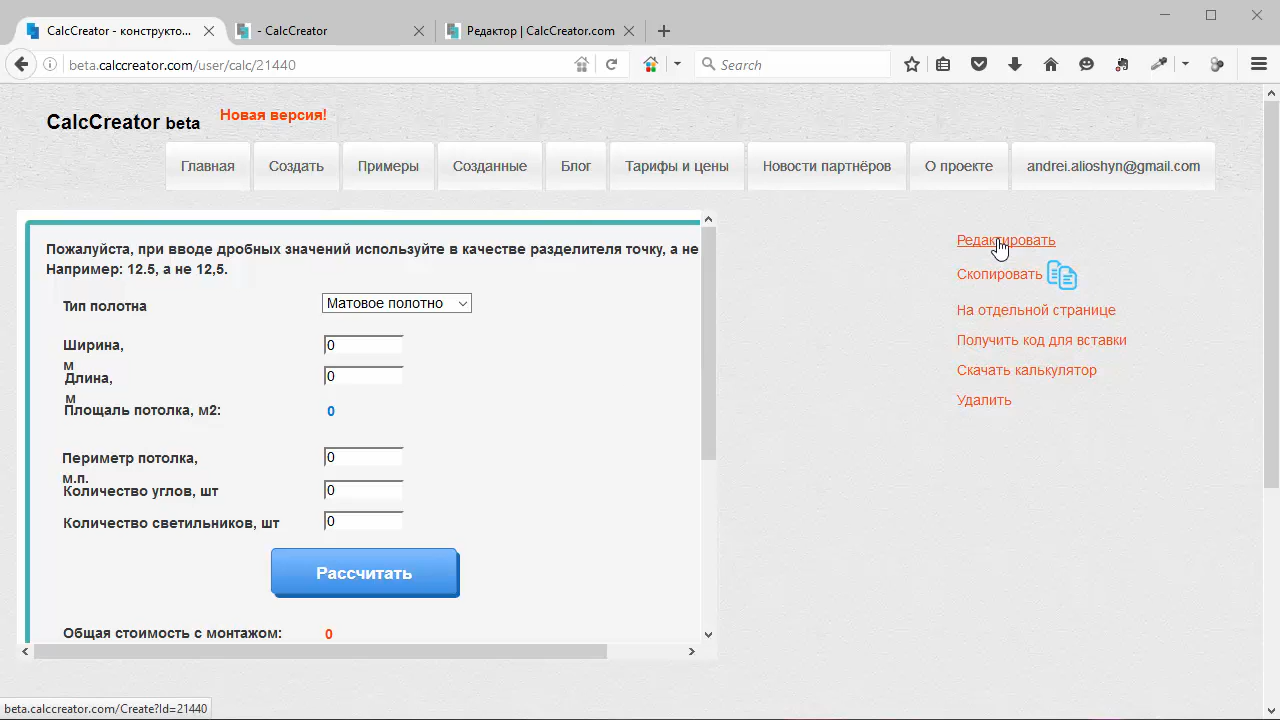 CalcCreator - конструкто...
- CalcCreator
Редактор | CalcCreator.com
beta.calccreator.com/user/calc/21440
Search
CalcCreator beta
Новая версия!
Главная
Создать
Примеры
Созданные
Блог
Тарифы и цены
Новости партнёров
О проекте
andrei.alioshyn@gmail.com
Пожалуйста, при вводе дробных значений используйте в качестве разделителя точку, а не
Например: 12.5, а не 12,5.
Тип полотна
Матовое полотно
Ширина,
м
0
Длина,
м
0
Площаль потолка, м2:
0
Периметр потолка,
м.п.
0
Количество углов, шт
0
Количество светильников, шт
0
Рассчитать
Общая стоимость с монтажом:
0
Редактировать
Скопировать
На отдельной странице
Получить код для вставки
Скачать калькулятор
Удалить
beta.calccreator.com/Create?Id=21440